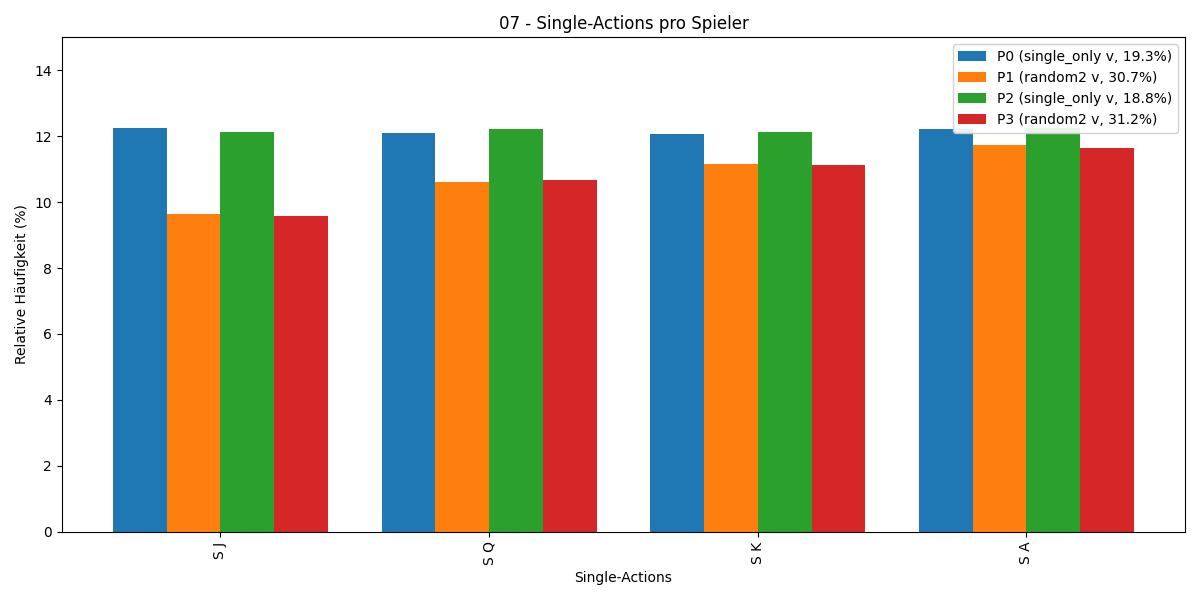 07 - Single-Actions pro Spieler
P0 (single_only v, 19.3%)
P1 (random2 v, 30.7%)
P2 (single_only v, 18.8%)
P3 (random2 v, 31.2%)
Relative Häufigkeit (%)
14
12
10
8
6
4
2
0
S J
S Q
S K
S A
Single-Actions